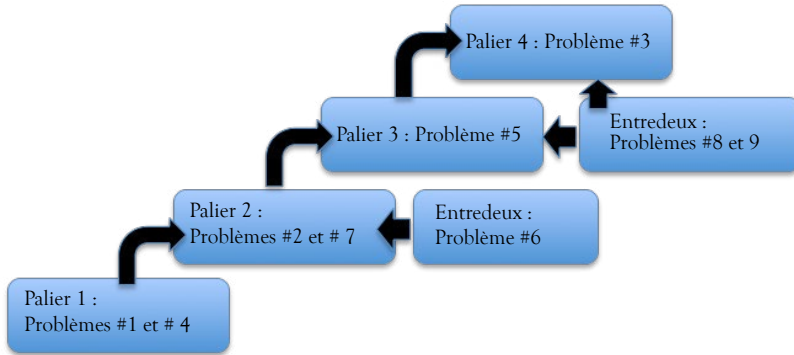 Palier 4 : Problème #3
Palier 3 : Problème #5
Entredeux :
Problèmes #8 et 9
Palier 2 :
Problèmes #2 et # 7
Entredeux :
Problème #6
Palier 1 :
Problèmes #1 et # 4